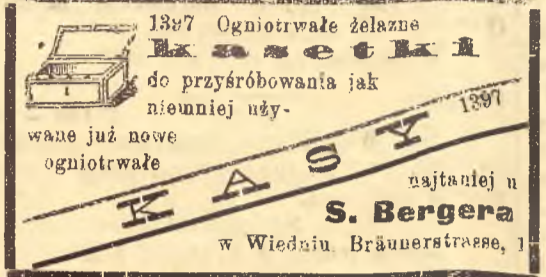 1397 Ogniotrwałe żelazne
kasetki
do przyśróbowania jak
niemniej uży-
wane już nowe
ogniotrwałe
KASY 1397
najtaniej u
S. Bergera
w Wiedniu, Bräunerstrasse, 1